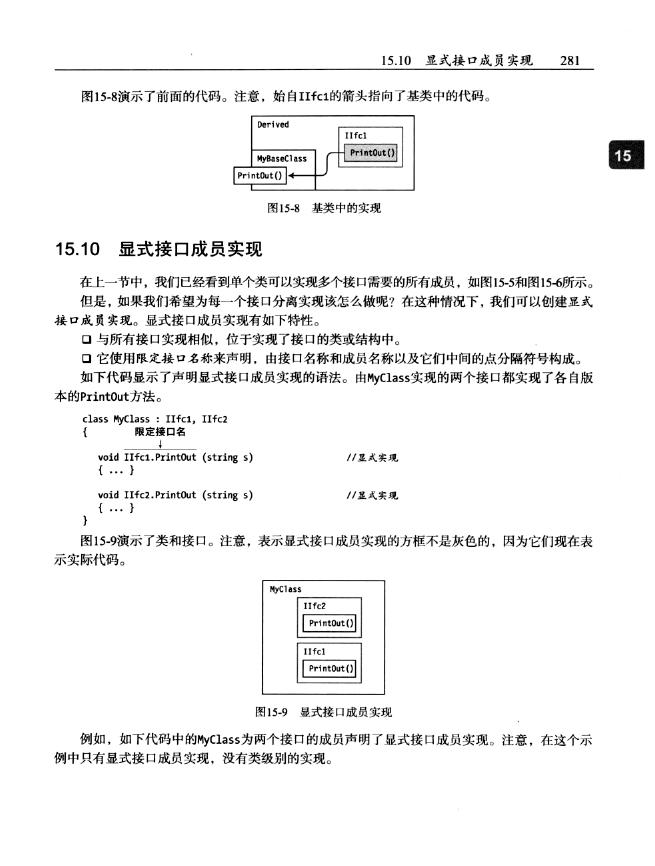 15.10 显式接口成员实现 281
图15-8演示了前面的代码。注意，始自IIfc1的箭头指向了基类中的代码。
Derived
IIfc1
PrintOut()
MyBaseClass
PrintOut()
15
图15-8 基类中的实现
15.10 显式接口成员实现
在上一节中，我们已经看到单个类可以实现多个接口需要的所有成员，如图15-5和图15-6所示。
但是，如果我们希望为每一个接口分离实现该怎么做呢？在这种情况下，我们可以创建显式
接口成员实现。显式接口成员实现有如下特性。
❑ 与所有接口实现相似，位于实现了接口的类或结构中。
❑ 它使用限定接口名称来声明，由接口名称和成员名称以及它们中间的点分隔符号构成。
如下代码显示了声明显式接口成员实现的语法。由MyClass实现的两个接口都实现了各自版
本的PrintOut方法。
class MyClass : IIfc1, IIfc2
{ 限定接口名
↓
void IIfc1.PrintOut (string s) //显式实现
{ ... }
void IIfc2.PrintOut (string s) //显式实现
{ ... }
}
图15-9演示了类和接口。注意，表示显式接口成员实现的方框不是灰色的，因为它们现在表
示实际代码。
MyClass
IIfc2
PrintOut()
IIfc1
PrintOut()
图15-9 显式接口成员实现
例如，如下代码中的MyClass为两个接口的成员声明了显式接口成员实现。注意，在这个示
例中只有显式接口成员实现，没有类级别的实现。